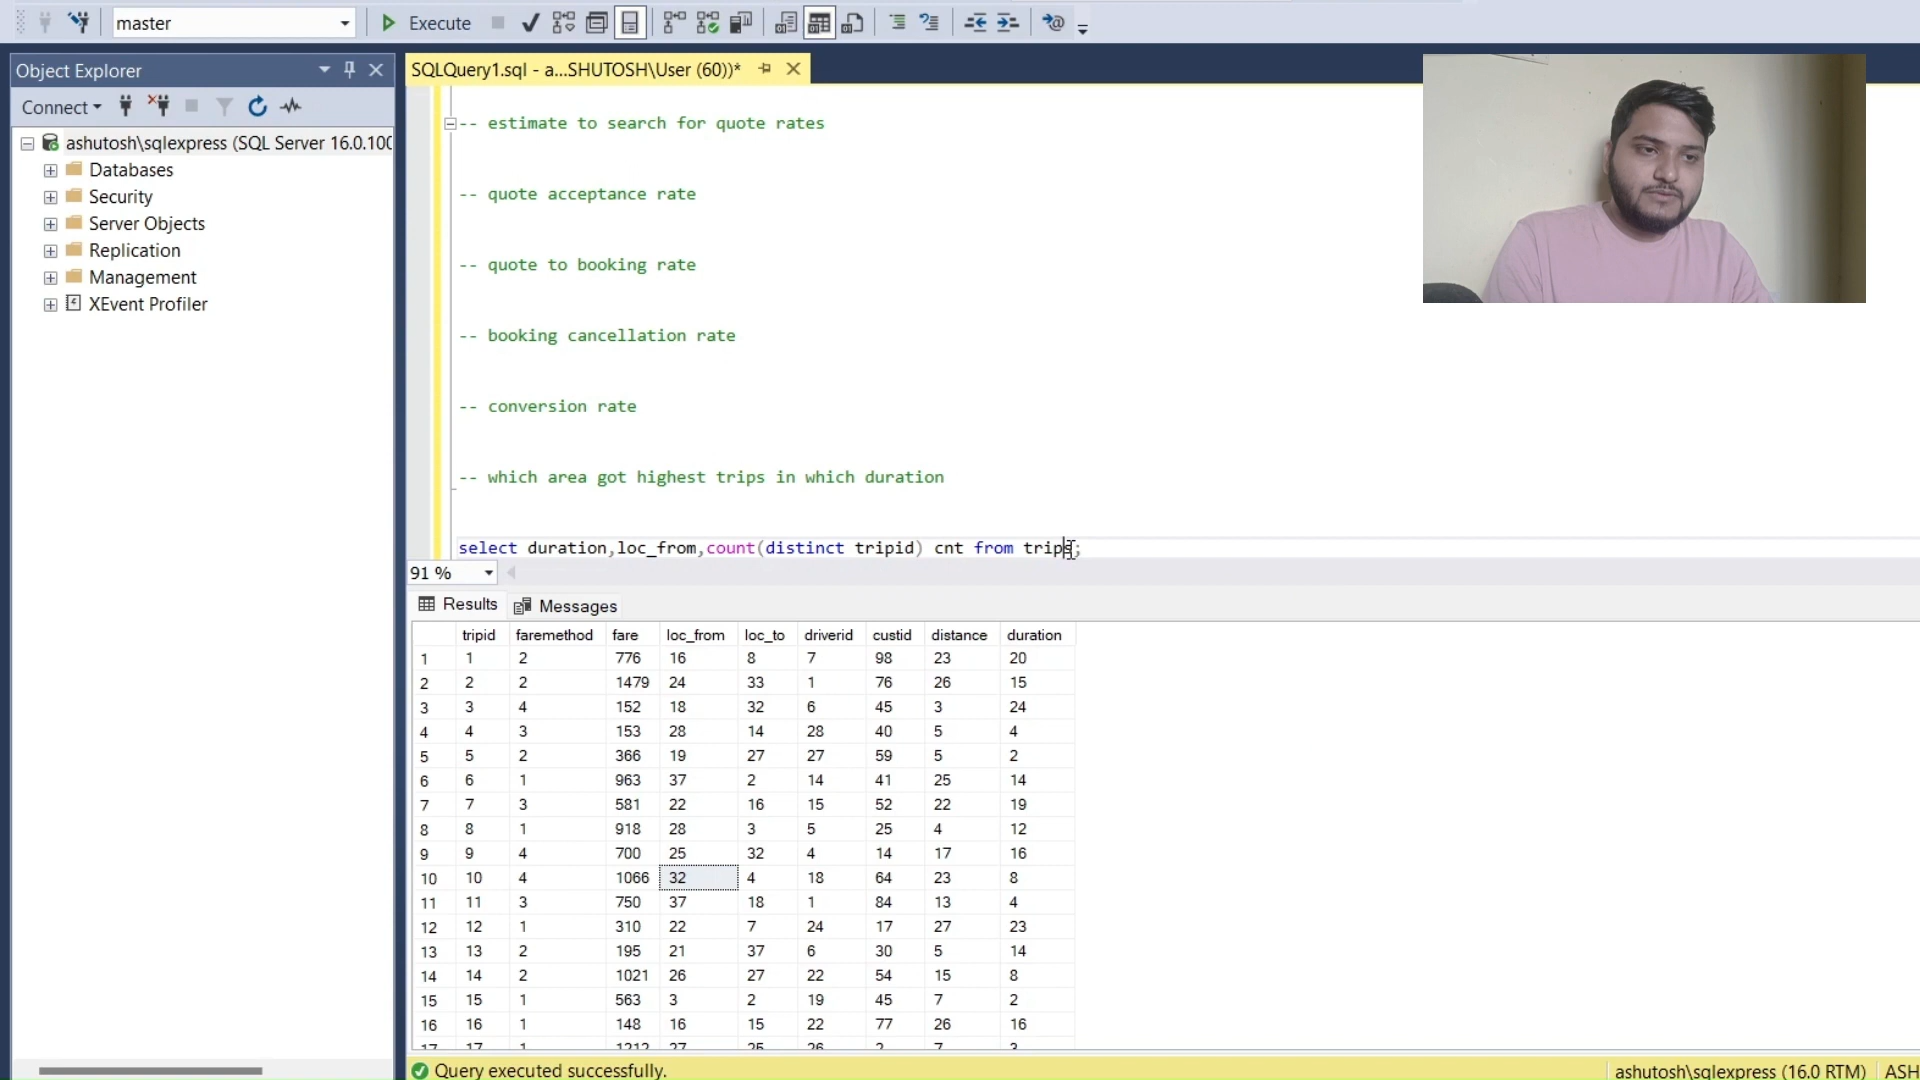 master
Execute
Object Explorer
SQLQuery1.sql - a...SHUTOSH\User (60))*
Connect
ashutosh\sqlexpress (SQL Server 16.0.100
Databases
Security
Server Objects
Replication
Management
XEvent Profiler
-- estimate to search for quote rates
-- quote acceptance rate
-- quote to booking rate
-- booking cancellation rate
-- conversion rate
-- which area got highest trips in which duration
select duration,loc_from,count(distinct tripid) cnt from trips;
91 %
Results Messages
tripid faremethod fare loc_from loc_to driverid custid distance duration
1 1 2 776 16 8 7 98 23 20
2 2 2 1479 24 33 1 76 26 15
3 3 4 152 18 32 6 45 3 24
4 4 3 153 28 14 28 40 5 4
5 5 2 366 19 27 27 59 5 2
6 6 1 963 37 2 14 41 25 14
7 7 3 581 22 16 15 52 22 19
8 8 1 918 28 3 5 25 4 12
9 9 4 700 25 32 4 14 17 16
10 10 4 1066 32 4 18 64 23 8
11 11 3 750 37 18 1 84 13 4
12 12 1 310 22 7 24 17 27 23
13 13 2 195 21 37 6 30 5 14
14 14 2 1021 26 27 22 54 15 8
15 15 1 563 3 2 19 45 7 2
16 16 1 148 16 15 22 77 26 16
17 17 1 1212 27 25 26 2 7 3
Query executed successfully.
ashutosh\sqlexpress (16.0 RTM) ASH